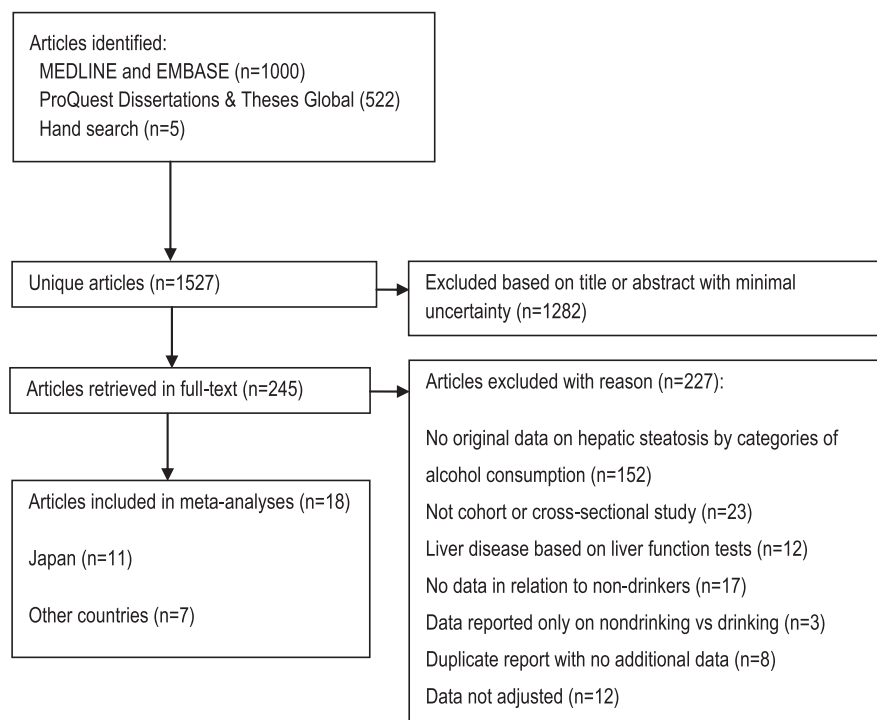 Articles identified:
MEDLINE and EMBASE (n=1000)
ProQuest Dissertations & Theses Global (522)
Hand search (n=5)
Unique articles (n=1527)
Excluded based on title or abstract with minimal
uncertainty (n=1282)
Articles retrieved in full-text (n=245)
Articles excluded with reason (n=227):
No original data on hepatic steatosis by categories of
alcohol consumption (n=152)
Not cohort or cross-sectional study (n=23)
Liver disease based on liver function tests (n=12)
No data in relation to non-drinkers (n=17)
Data reported only on nondrinking vs drinking (n=3)
Duplicate report with no additional data (n=8)
Data not adjusted (n=12)
Articles included in meta-analyses (n=18)
Japan (n=11)
Other countries (n=7)